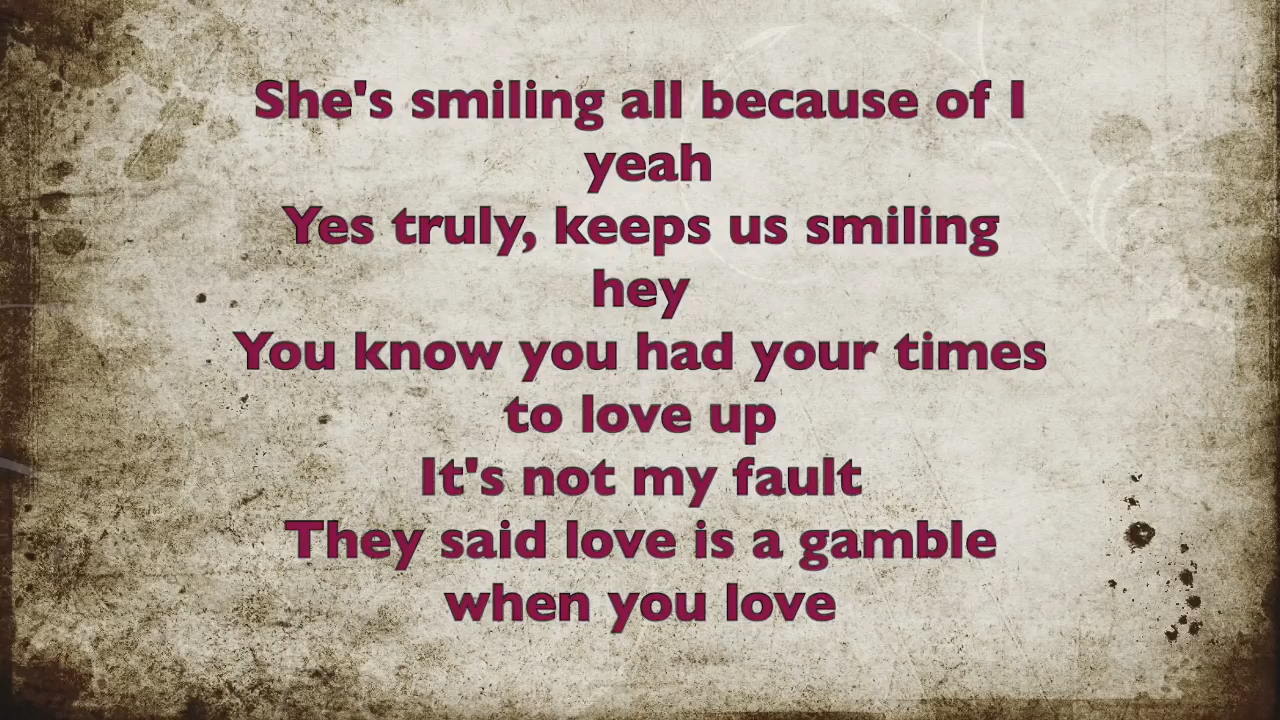 She's smiling all because of I
yeah
Yes truly, keeps us smiling
hey
You know you had your times
to love up
It's not my fault
They said love is a gamble
when you love